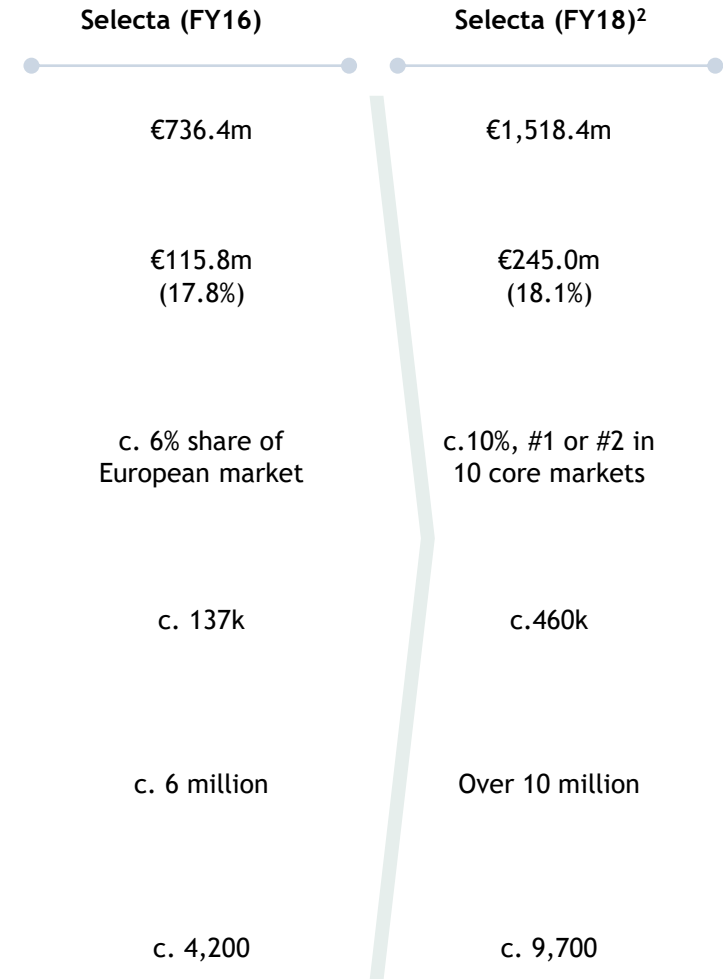 Selecta (FY16)
Selecta (FY18)²
€736.4m
€1,518.4m
€115.8m
(17.8%)
€245.0m
(18.1%)
c. 6% share of
European market
c.10%, #1 or #2 in
10 core markets
c. 137k
c.460k
c. 6 million
Over 10 million
c. 4,200
c. 9,700